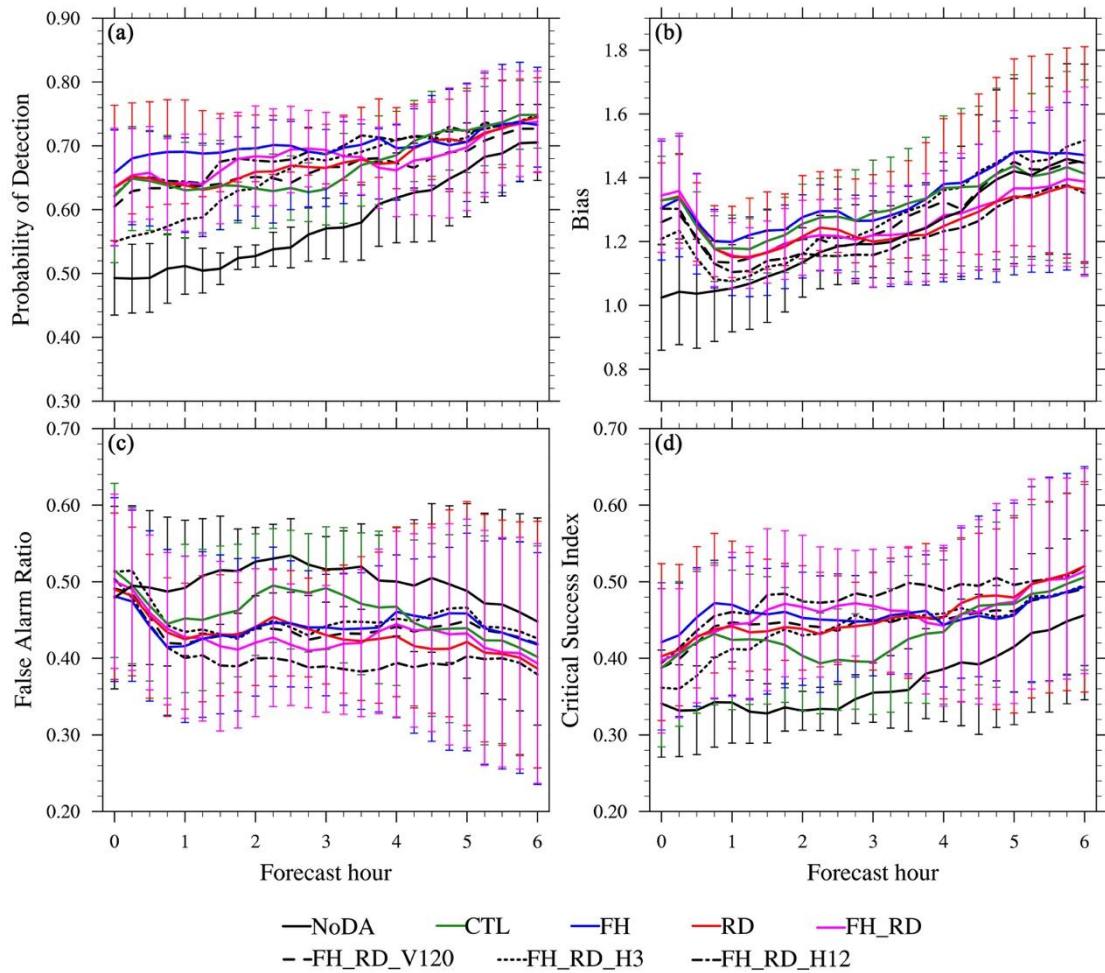 (a)
Probability of Detection
0.90
0.80
0.70
0.60
0.50
0.40
0.30
(b)
Bias
1.8
1.6
1.4
1.2
1.0
0.8
(c)
False Alarm Ratio
0.70
0.60
0.50
0.40
0.30
0.20
0 1 2 3 4 5 6
Forecast hour
(d)
Critical Success Index
0.70
0.60
0.50
0.40
0.30
0.20
0 1 2 3 4 5 6
Forecast hour
NoDA CTL FH RD FH_RD
FH_RD_V120 FH_RD_H3 FH_RD_H12